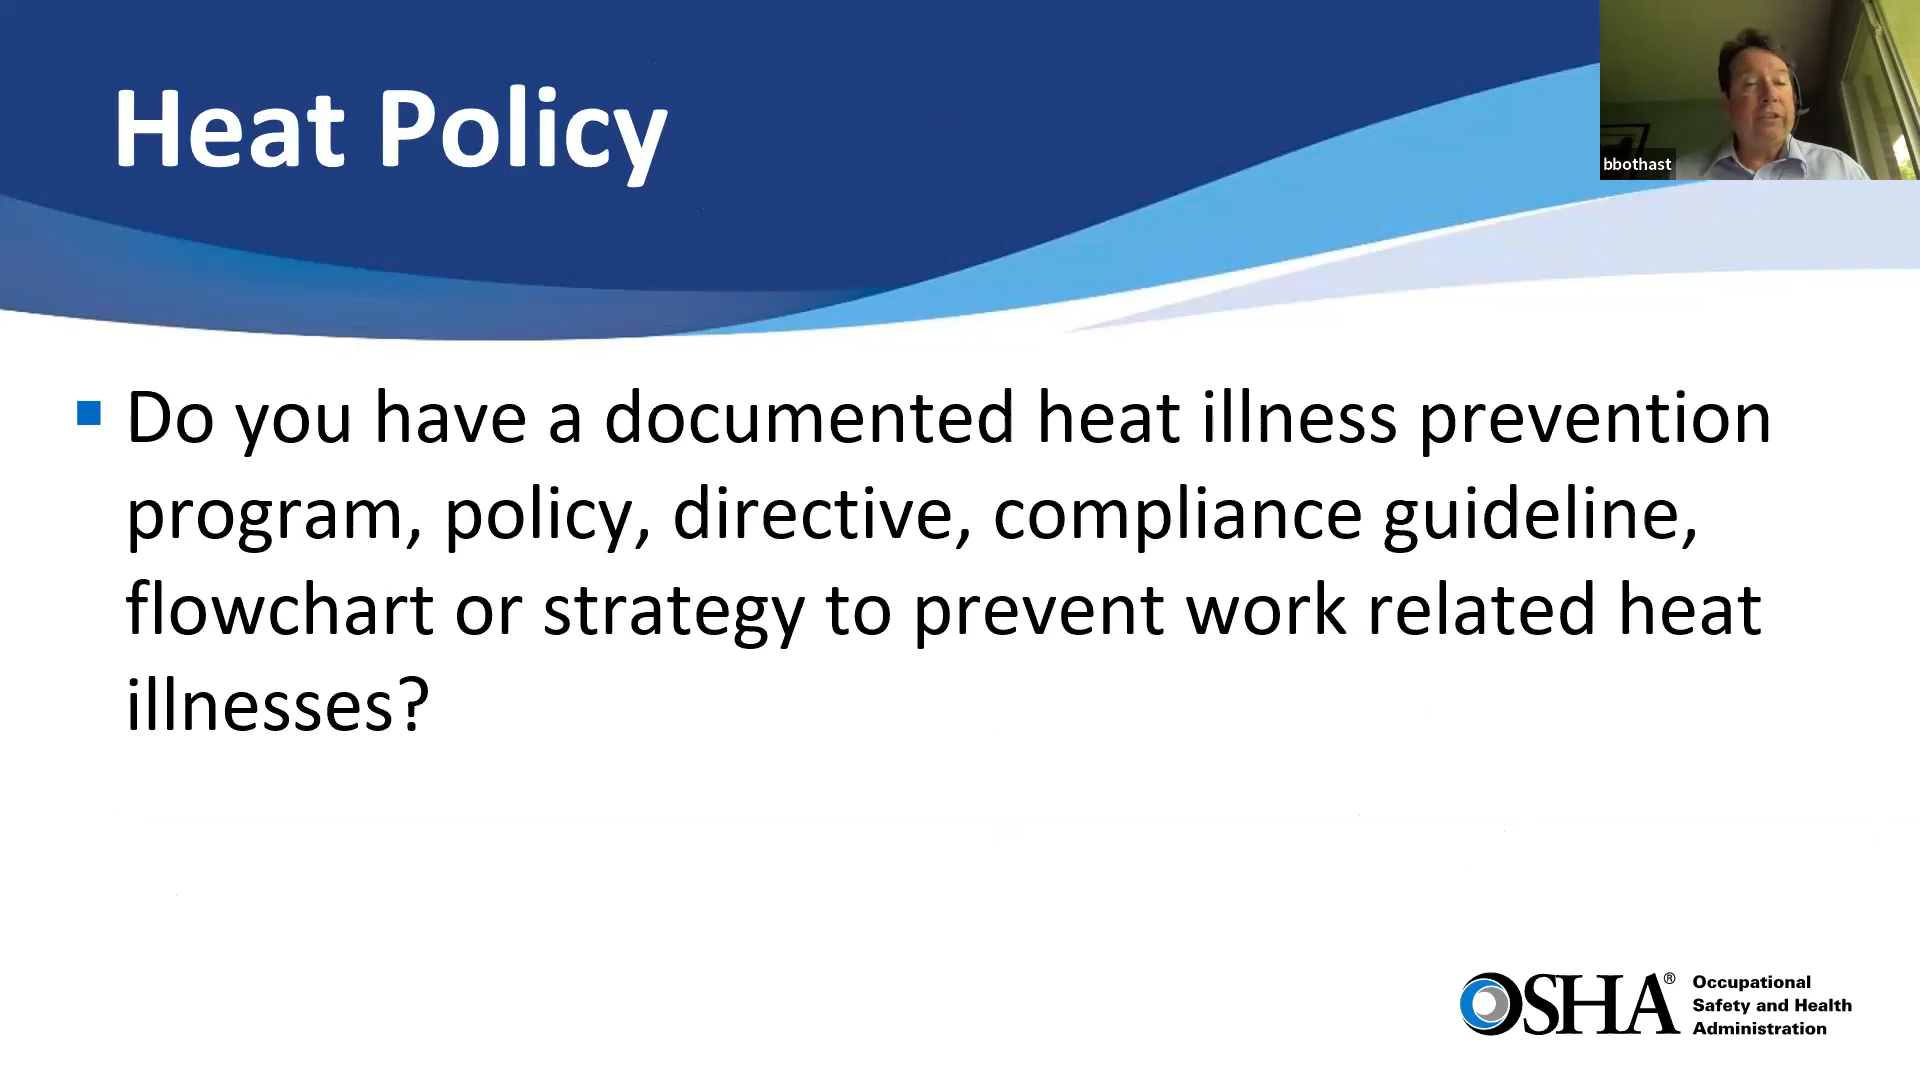 Heat Policy
bbothast
Do you have a documented heat illness prevention
program, policy, directive, compliance guideline,
flowchart or strategy to prevent work related heat
illnesses?
OSHA®
Occupational
Safety and Health
Administration